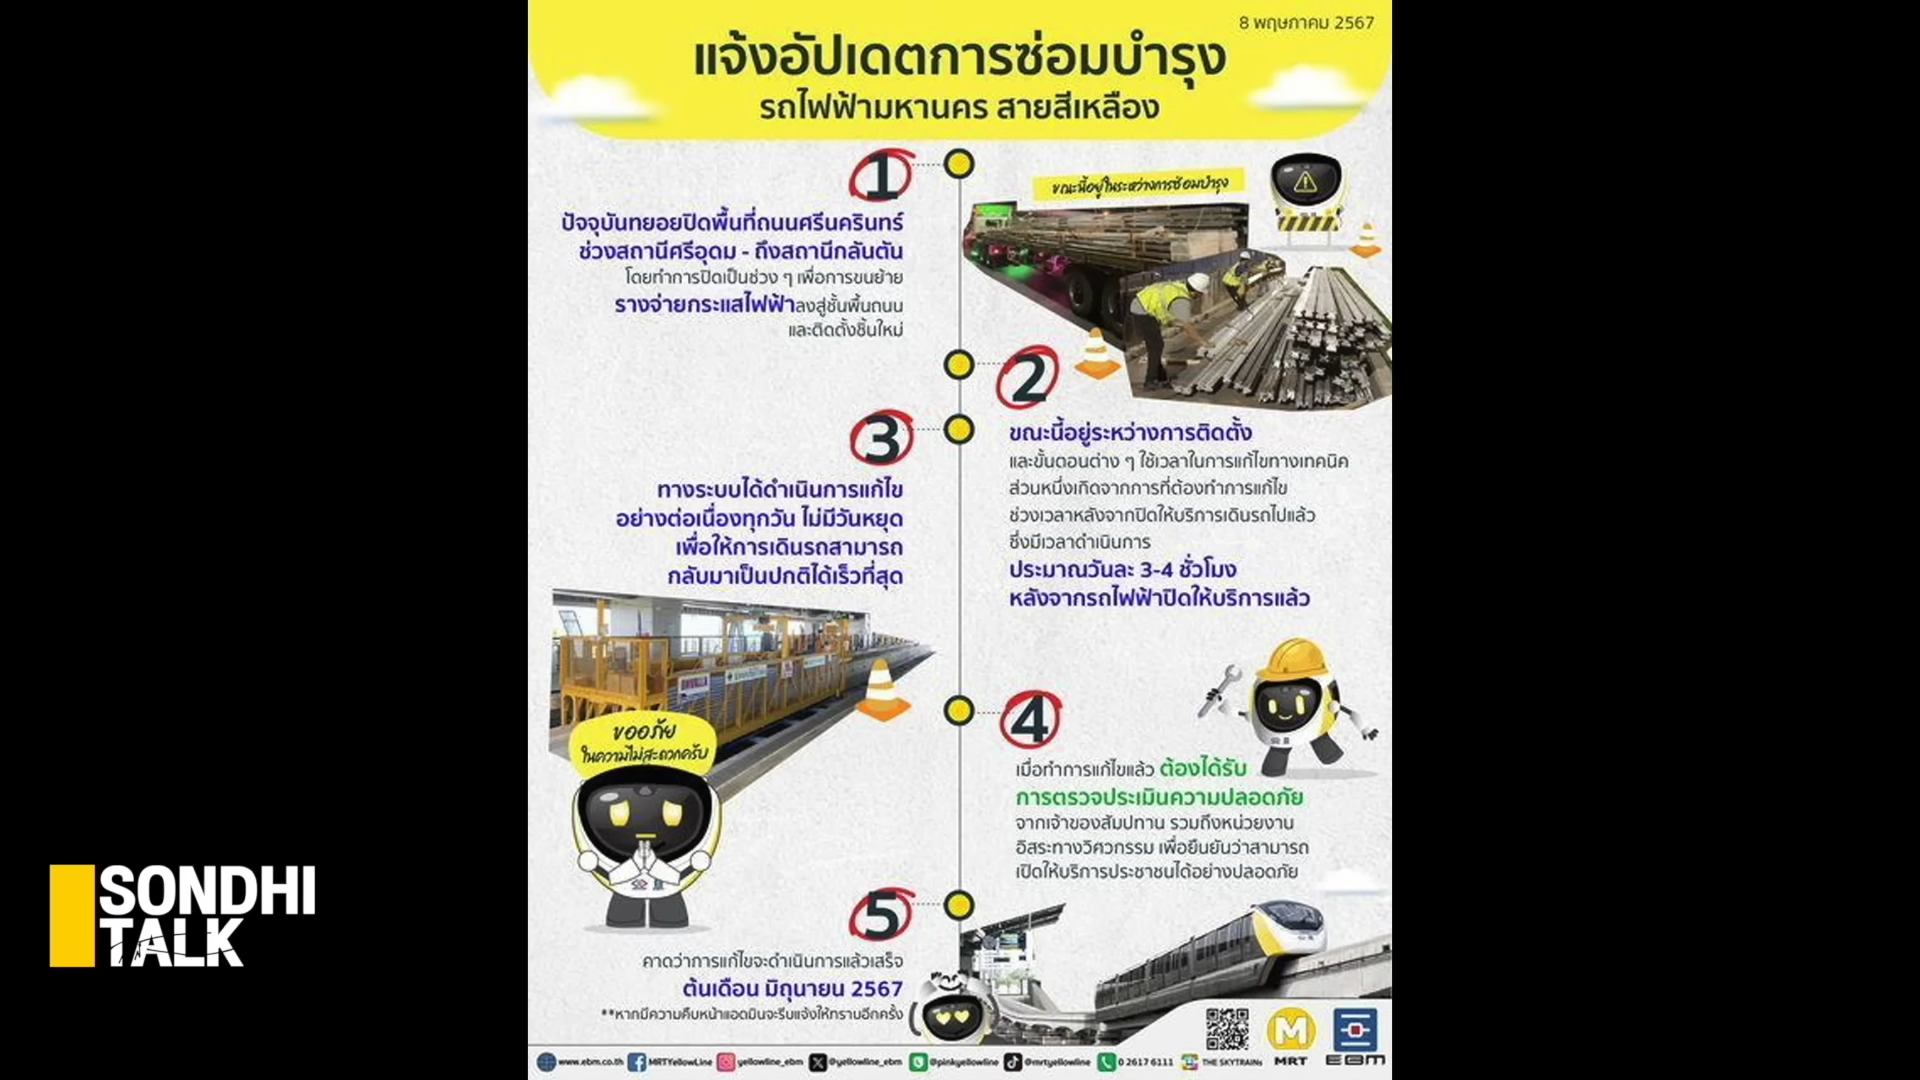 8 พฤษภาคม 2567
แจ้งอัปเดตการซ่อมบำรุง
รถไฟฟ้ามหานคร สายสีเหลือง
1
ปัจจุบันทยอยปิดพื้นที่ถนนศรีนครินทร์
ช่วงสถานีศรีอุดม - ถึงสถานีกลันตัน
โดยทำการปิดเป็นช่วง ๆ เพื่อการขนย้าย
รางจ่ายกระแสไฟฟ้าลงสู่ชั้นพื้นถนน
และติดตั้งชิ้นใหม่
ขณะนี้อยู่ในระหว่างการซ่อมบำรุง
2
ขณะนี้อยู่ระหว่างการติดตั้ง
และขั้นตอนต่าง ๆ ใช้เวลาในการแก้ไขทางเทคนิค
ส่วนหนึ่งเกิดจากการที่ต้องทำการแก้ไข
ช่วงเวลาหลังจากปิดให้บริการเดินรถไปแล้ว
ซึ่งมีเวลาดำเนินการ
ประมาณวันละ 3-4 ชั่วโมง
หลังจากรถไฟฟ้าปิดให้บริการแล้ว
3
ทางระบบได้ดำเนินการแก้ไข
อย่างต่อเนื่องทุกวัน ไม่มีวันหยุด
เพื่อให้การเดินรถสามารถ
กลับมาเป็นปกติได้เร็วที่สุด
ขออภัย
ในความไม่สะดวกครับ
4
เมื่อทำการแก้ไขแล้ว ต้องได้รับ
การตรวจประเมินความปลอดภัย
จากเจ้าของสัมปทาน รวมถึงหน่วยงาน
อิสระทางวิศวกรรม เพื่อยืนยันว่าสามารถ
เปิดให้บริการประชาชนได้อย่างปลอดภัย
5
คาดว่าการแก้ไขจะดำเนินการแล้วเสร็จ
ต้นเดือน มิถุนายน 2567
**หากมีความคืบหน้าแอดมินจะรีบแจ้งให้ทราบอีกครั้ง
www.ebm.co.th MRTYellowLine yellowline_ebm @yellowline_ebm @pinkyellowline @mrtyellowline 0 2617 6111 THE SKYTRAINs
M
MRT
EBM
SONDHI
TALK